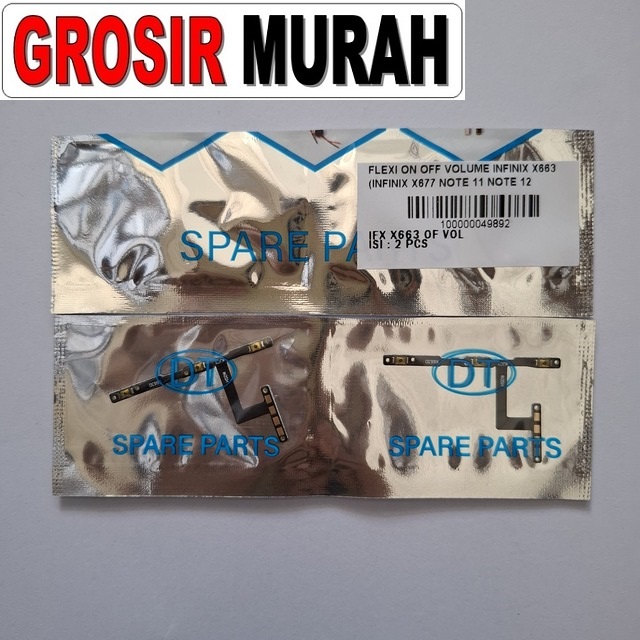 GROSIR MURAH
FLEXI ON OFF VOLUME INFINIX X663
(INFINIX X677 NOTE 11 NOTE 12
100000049892
IFX X663 OF VOL
ISI : 2 PCS
SPARE PA
DT
SPARE PARTS
DT
SPARE PARTS